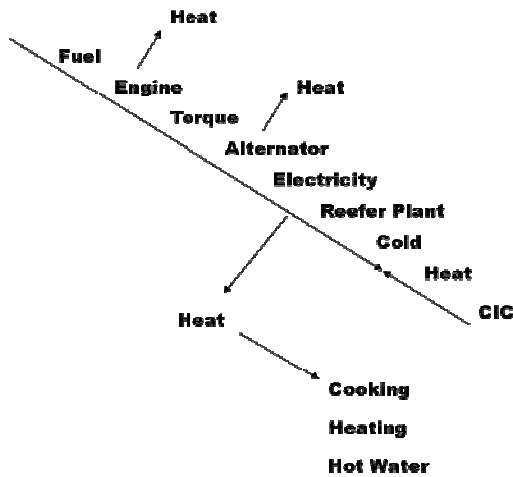 Heat
Fuel
Engine
Heat
Torque
Alternator
Electricity
Reefer Plant
Cold
Heat
CIC
Heat
Cooking
Heating
Hot Water